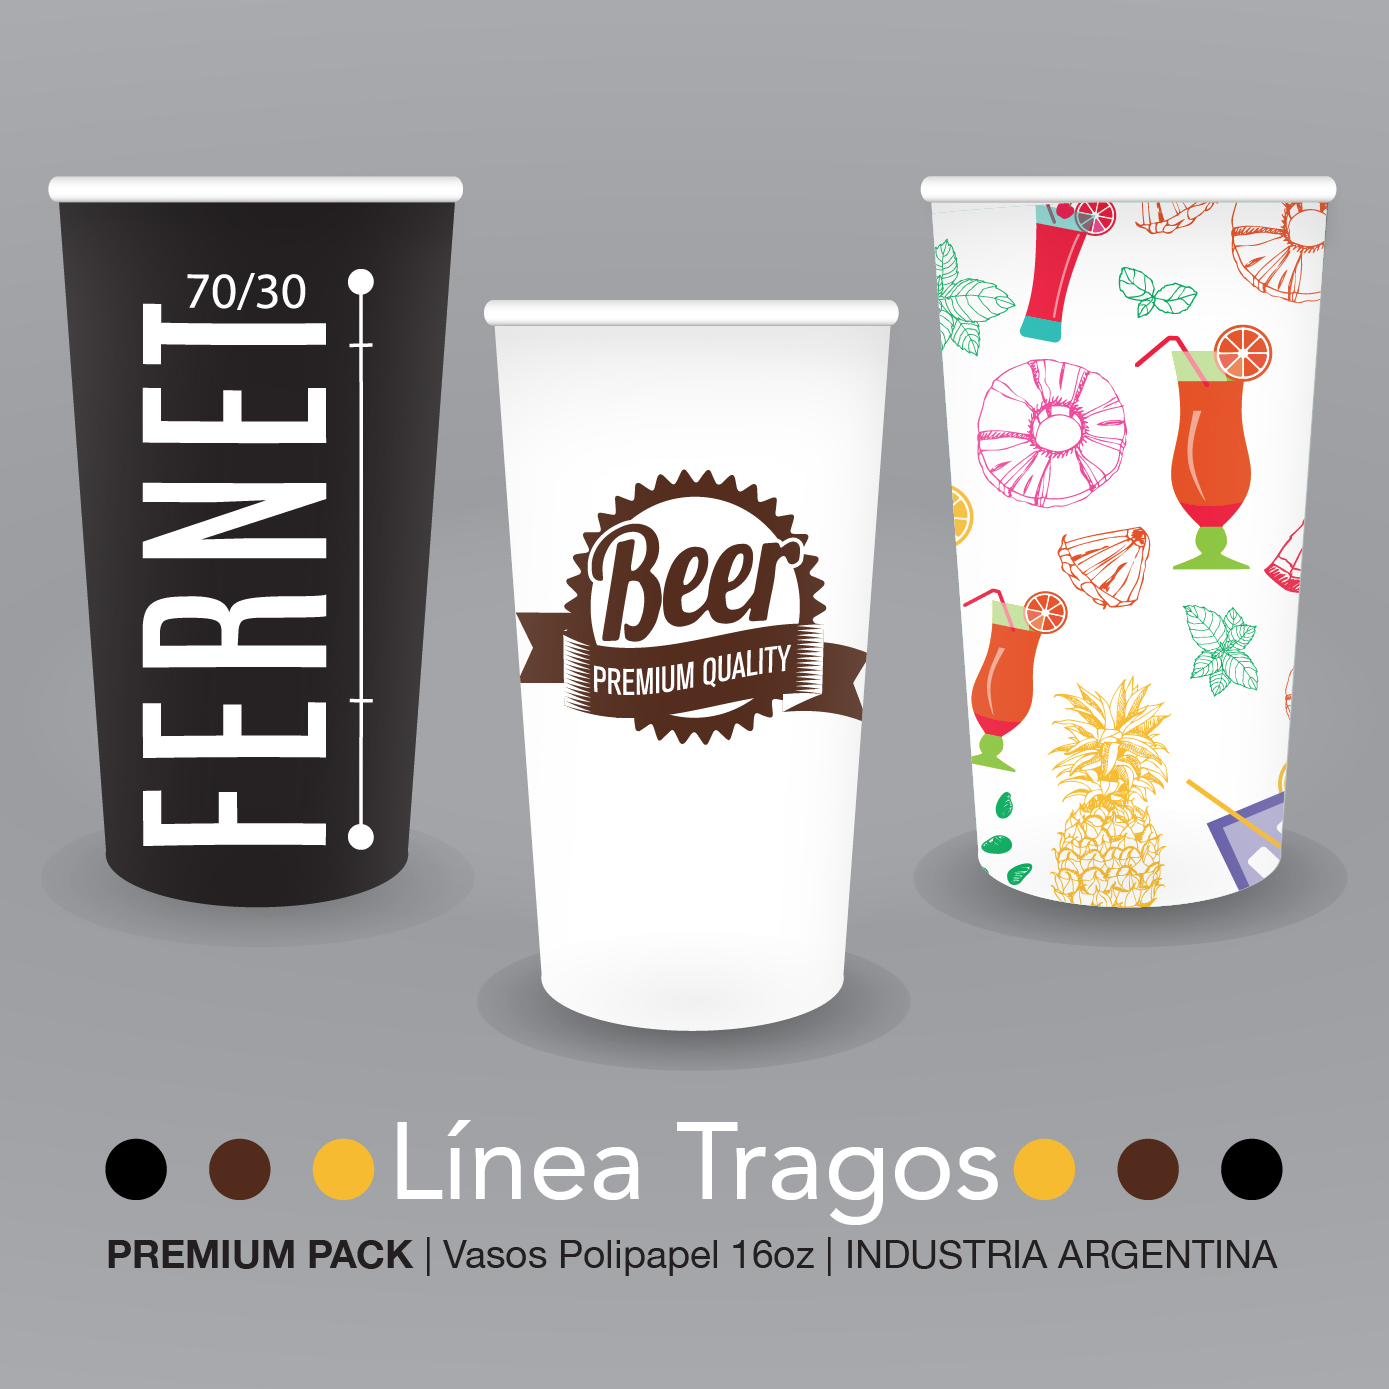 70/30
FERNET
Beer
PREMIUM QUALITY
Línea Tragos
PREMIUM PACK | Vasos Polipapel 16oz | INDUSTRIA ARGENTINA